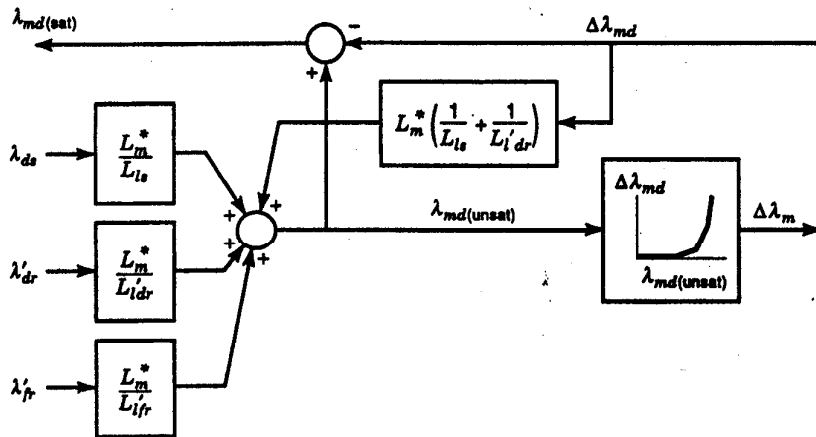 λmd(sat)
−
Δλmd
+
Lm* (1/Lls + 1/L′l dr)
λds
Lm*/Lls
+
+
λmd(unsat)
Δλmd
λmd(unsat)
Δλm
λ′dr
Lm*/L′ldr
+
+
λ′fr
Lm*/L′lfr